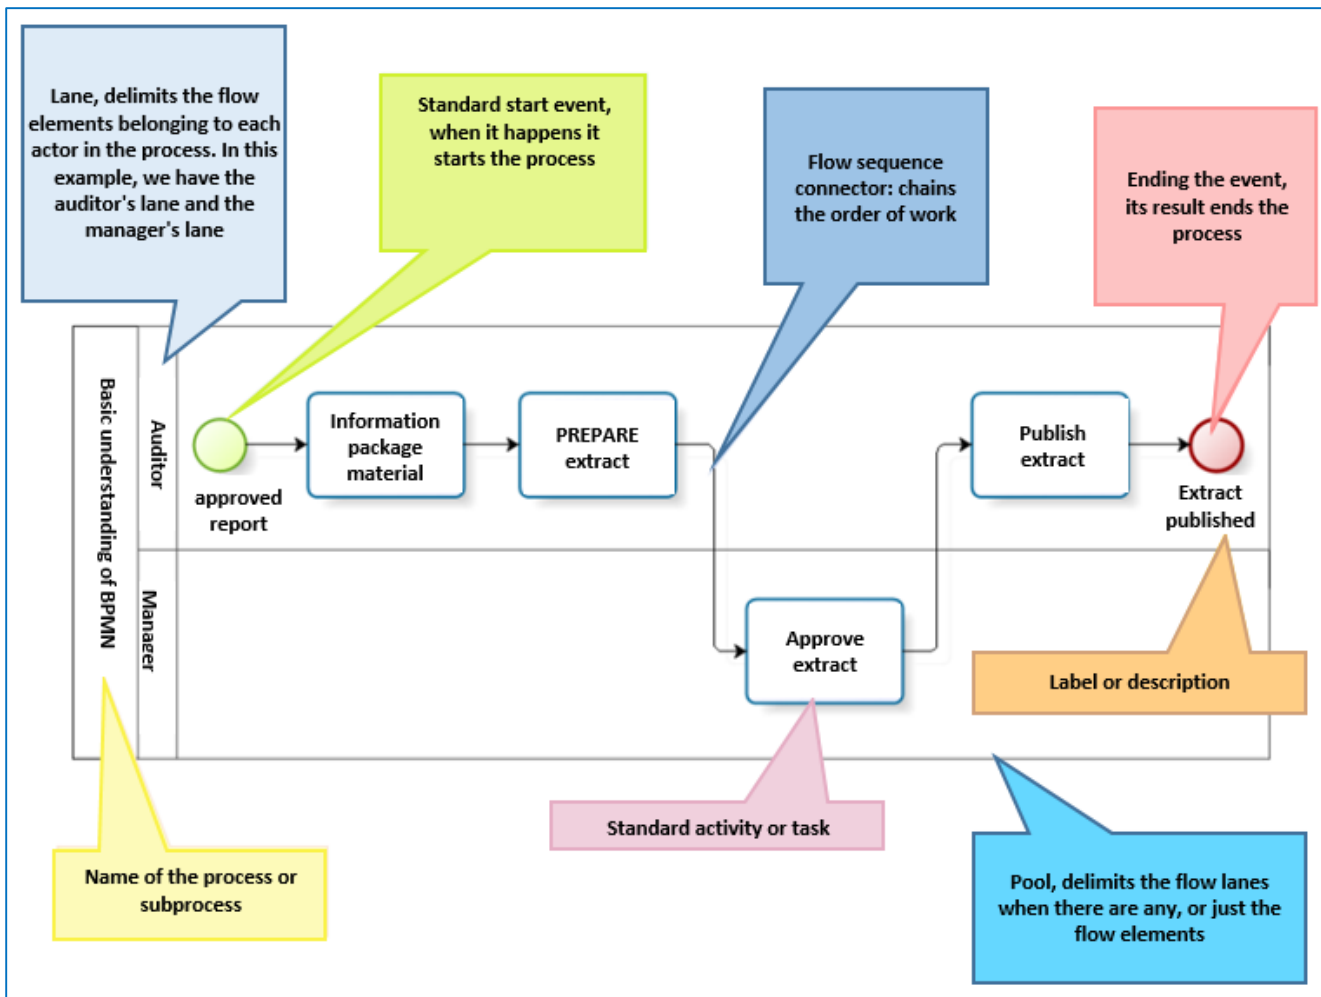 Lane, delimits the flow
elements belonging to each
actor in the process. In this
example, we have the
auditor's lane and the
manager's lane
Standard start event,
when it happens it
starts the process
Flow sequence
connector: chains
the order of work
Ending the event,
its result ends the
process
Basic understanding of BPMN
Auditor
approved
report
Information
package
material
PREPARE
extract
Publish
extract
Extract
published
Manager
Approve
extract
Label or description
Standard activity or task
Name of the process or
subprocess
Pool, delimits the flow lanes
when there are any, or just the
flow elements